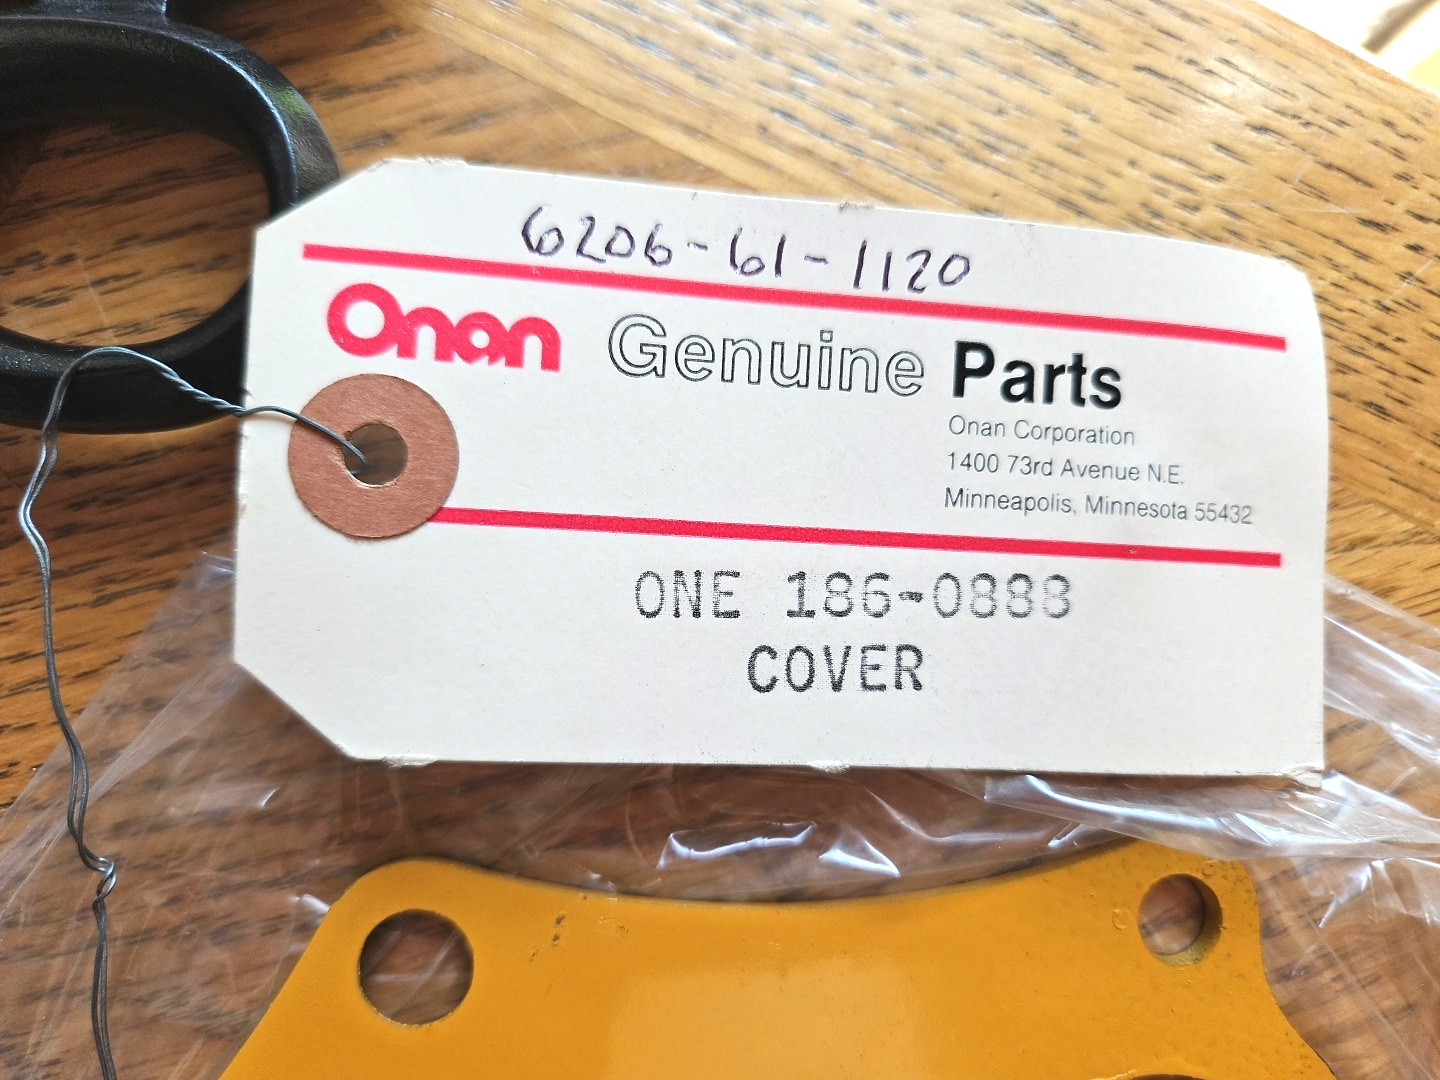 6206-61-1120
Onan Genuine Parts
Onan Corporation
1400 73rd Avenue N.E.
Minneapolis, Minnesota 55432
ONE 186-0888
COVER